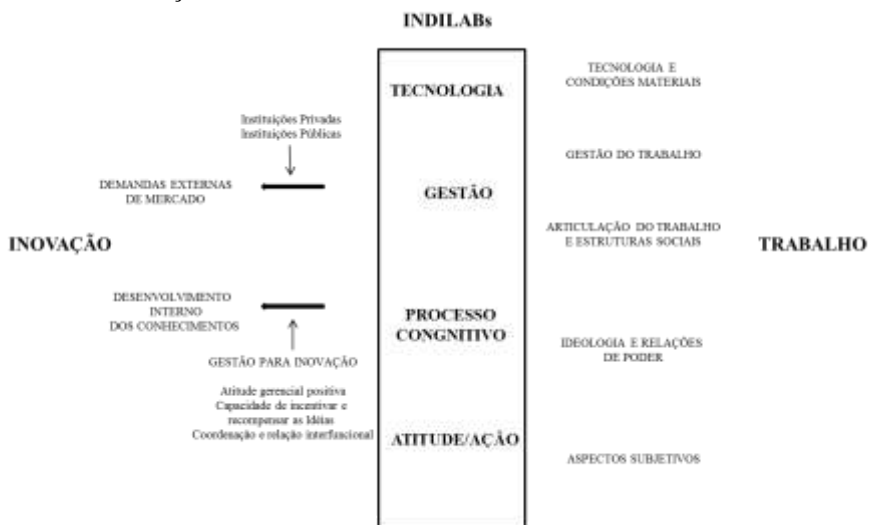 INDILABs
TECNOLOGIA
GESTÃO
PROCESSO
CONGNITIVO
ATITUDE/AÇÃO
INOVAÇÃO
Instituições Privadas
Instituições Públicas
DEMANDAS EXTERNAS
DE MERCADO
DESENVOLVIMENTO
INTERNO
DOS CONHECIMENTOS
GESTÃO PARA INOVAÇÃO
Atitude gerencial positiva
Capacidade de incentivar e
recompensar as Idéias
Coordenação e relação interfuncional
TECNOLOGIA E
CONDIÇÕES MATERIAIS
GESTÃO DO TRABALHO
ARTICULAÇÃO DO TRABALHO
E ESTRUTURAS SOCIAIS
IDEOLOGIA E RELAÇÕES
DE PODER
ASPECTOS SUBJETIVOS
TRABALHO